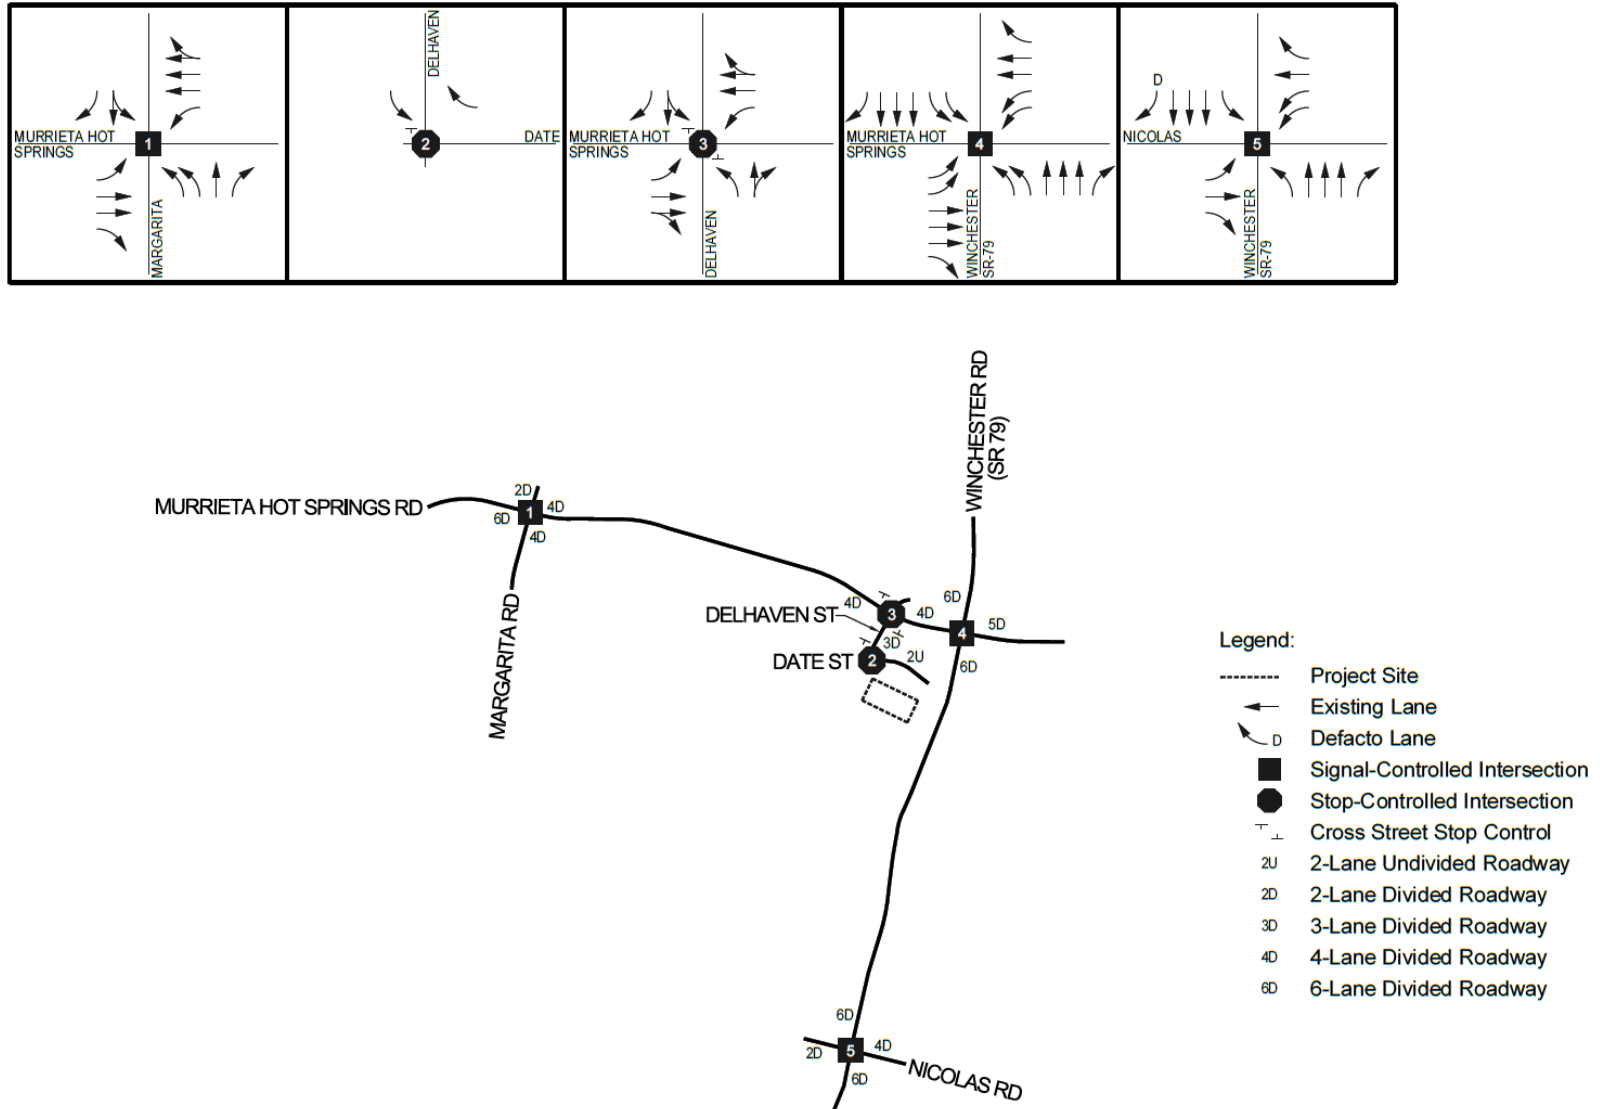 MURRIETA HOT
SPRINGS
1
MARGARITA
DELHAVEN
2
DATE
MURRIETA HOT
SPRINGS
3
DELHAVEN
MURRIETA HOT
SPRINGS
4
WINCHESTER
SR-79
D
NICOLAS
5
WINCHESTER
SR-79
WINCHESTER RD
(SR 79)
MURRIETA HOT SPRINGS RD
2D
4D
6D
1
4D
MARGARITA RD
4D
6D
3
4D
5D
DELHAVEN ST
4
3D
DATE ST
2
2U
6D
6D
2D
5
4D
6D
NICOLAS RD
Legend:
Project Site
Existing Lane
D Defacto Lane
Signal-Controlled Intersection
Stop-Controlled Intersection
Cross Street Stop Control
2U 2-Lane Undivided Roadway
2D 2-Lane Divided Roadway
3D 3-Lane Divided Roadway
4D 4-Lane Divided Roadway
6D 6-Lane Divided Roadway